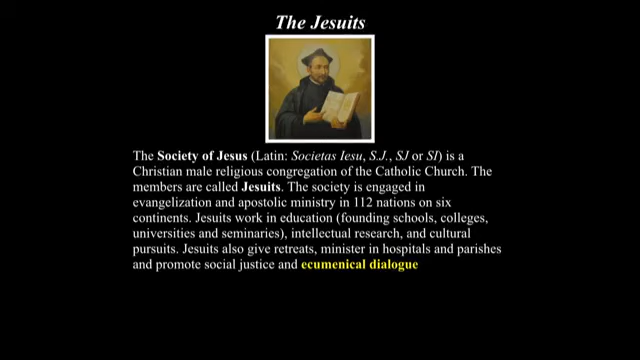 The Jesuits
The Society of Jesus (Latin: Societas Iesu, S.J., SJ or SI) is a
Christian male religious congregation of the Catholic Church. The
members are called Jesuits. The society is engaged in
evangelization and apostolic ministry in 112 nations on six
continents. Jesuits work in education (founding schools, colleges,
universities and seminaries), intellectual research, and cultural
pursuits. Jesuits also give retreats, minister in hospitals and parishes
and promote social justice and ecumenical dialogue